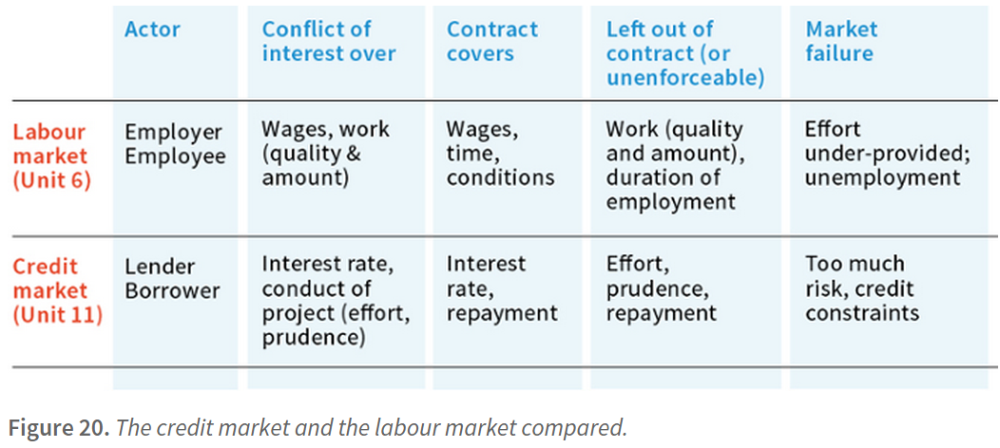 Actor
Conflict of
interest over
Contract
covers
Left out of
contract (or
unenforceable)
Market
failure
Labour
market
(Unit 6)
Employer
Employee
Wages, work
(quality &
amount)
Wages,
time,
conditions
Work (quality
and amount),
duration of
employment
Effort
under-provided;
unemployment
Credit
market
(Unit 11)
Lender
Borrower
Interest rate,
conduct of
project (effort,
prudence)
Interest
rate,
repayment
Effort,
prudence,
repayment
Too much
risk, credit
constraints
Figure 20. The credit market and the labour market compared.